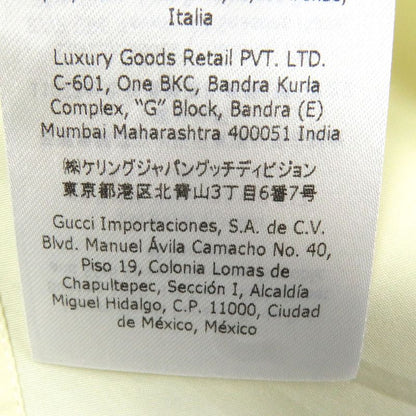 Italia
Luxury Goods Retail PVT. LTD.
C-601, One BKC, Bandra Kurla
Complex, "G" Block, Bandra (E)
Mumbai Maharashtra 400051 India
㈱ケリングジャパングッチディビジョン
東京都港区北青山3丁目6番7号
Gucci Importaciones, S.A. de C.V.
Blvd. Manuel Ávila Camacho No. 40,
Piso 19, Colonia Lomas de
Chapultepec, Sección I, Alcaldía
Miguel Hidalgo, C.P. 11000, Ciudad
de México, México